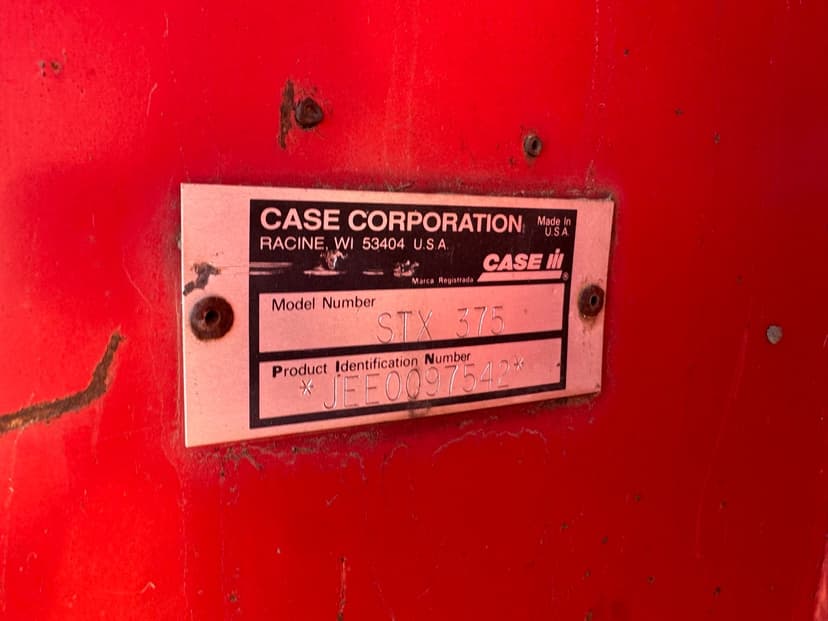 CASE CORPORATION Made In
RACINE, WI 53404 U.S.A. U.S.A.
Marca Registrada CASE IH ®
Model Number
STX 375
Product Identification Number
*JEE0097542*